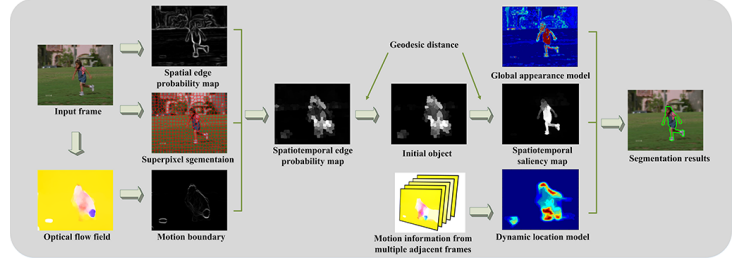 Input frame
Optical flow field
Spatial edge
probability map
Superpixel sgementaion
Motion boundary
Spatiotemporal edge
probability map
Geodesic distance
Initial object
Motion information from
multiple adjacent frames
Global appearance model
Spatiotemporal
saliency map
Dynamic location model
Segmentation results